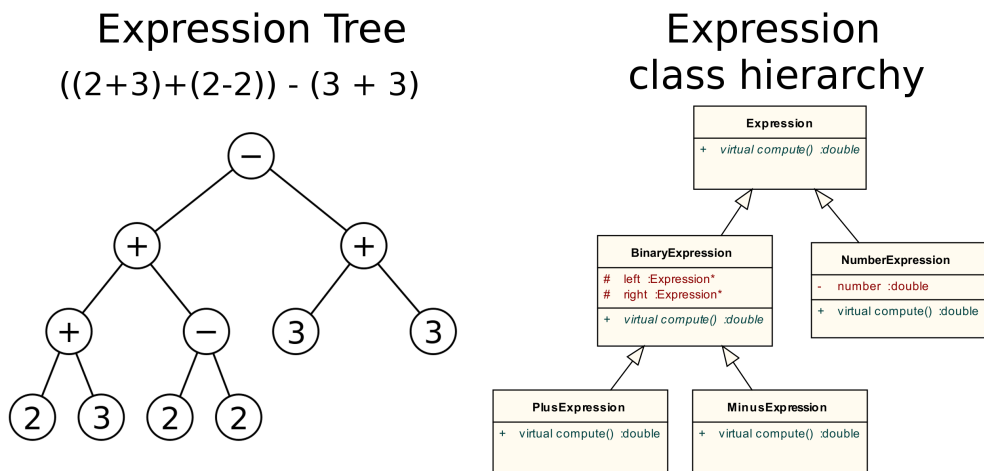 Expression Tree
((2+3)+(2-2)) - (3 + 3)
−
+ +
+ − 3 3
2 3 2 2
Expression
class hierarchy
Expression
+ virtual compute() :double
BinaryExpression
# left :Expression*
# right :Expression*
+ virtual compute() :double
NumberExpression
- number :double
+ virtual compute() :double
PlusExpression
+ virtual compute() :double
MinusExpression
+ virtual compute() :double